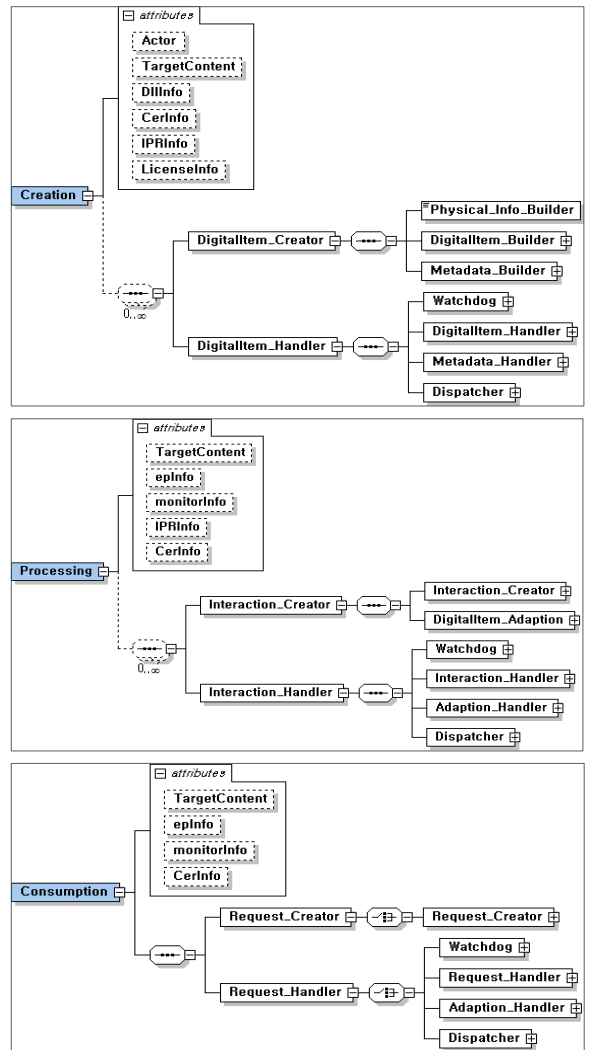 attributes
Actor
TargetContent
DIIInfo
CerInfo
IPRInfo
LicenseInfo
Creation
0..∞
DigitalItem_Creator
Physical_Info_Builder
DigitalItem_Builder
Metadata_Builder
DigitalItem_Handler
Watchdog
DigitalItem_Handler
Metadata_Handler
Dispatcher
attributes
TargetContent
epInfo
monitorInfo
IPRInfo
CerInfo
Processing
0..∞
Interaction_Creator
Interaction_Creator
DigitalItem_Adaption
Interaction_Handler
Watchdog
Interaction_Handler
Adaption_Handler
Dispatcher
attributes
TargetContent
epInfo
monitorInfo
CerInfo
Consumption
Request_Creator
Request_Creator
Request_Handler
Watchdog
Request_Handler
Adaption_Handler
Dispatcher